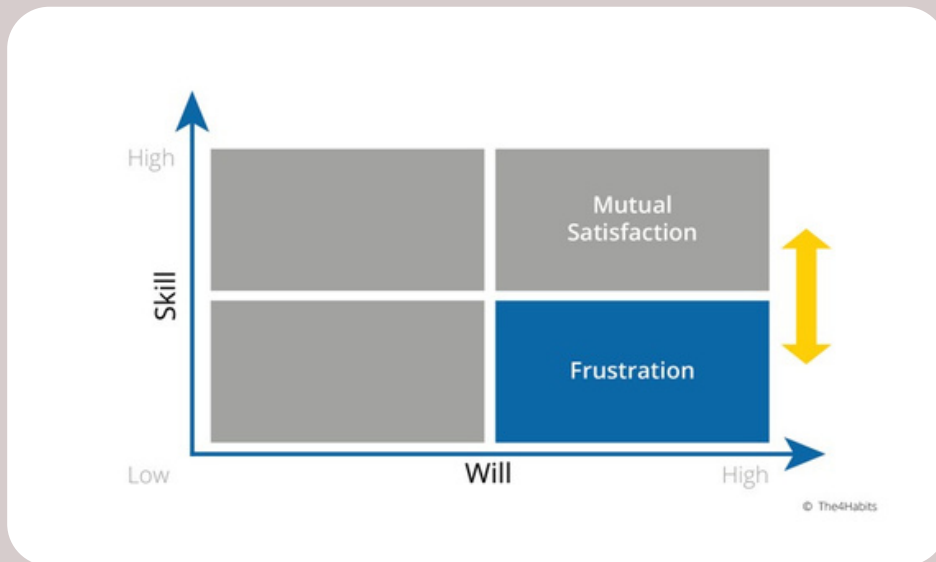 High
Mutual
Satisfaction
Skill
Frustration
Low
Will
High
© The4Habits